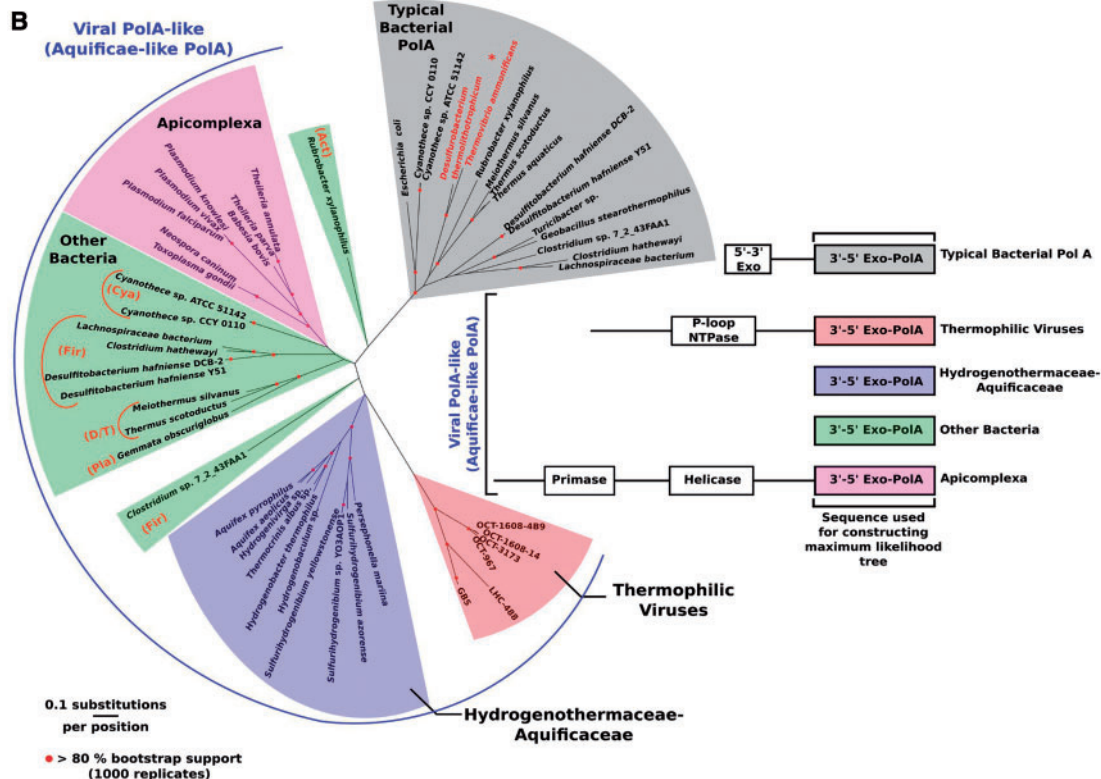 B
Viral PolA-like
(Aquificae-like PolA)
Typical
Bacterial
PolA
Escherichia coli
Cyanothece sp. CCY 0110
Cyanothece sp. ATCC 51142
Desulfurobacterium
thermolithotrophicum
Thermovibrio ammonificans
*
Rubrobacter xylanophilus
Meiothermus silvanus
Thermus scotoductus
Thermus aquaticus
Desulfitobacterium hafniense DCB-2
Desulfitobacterium hafniense Y51
Turicibacter sp.
Geobacillus stearothermophilus
Clostridium sp. 7_2_43FAA1
Clostridium hathewayi
Lachnospiraceae bacterium
(Act)
Rubrobacter xylanophilus
Apicomplexa
Theileria annulata
Theileria parva
Babesia bovis
Plasmodium knowlesi
Plasmodium vivax
Plasmodium falciparum
Neospora caninum
Toxoplasma gondii
Other
Bacteria
Cyanothece sp. ATCC 51142
(Cya)
Cyanothece sp. CCY 0110
Lachnospiraceae bacterium
Clostridium hathewayi
(Fir)
Desulfitobacterium hafniense DCB-2
Desulfitobacterium hafniense Y51
Meiothermus silvanus
(D/T)
Thermus scotoductus
(Pla)
Gemmata obscuriglobus
Clostridium sp. 7_2_43FAA1
(Fir)
Aquifex pyrophilus
Aquifex aeolicus
Hydrogenivirga sp.
Thermocrinis albus
Hydrogenobacter thermophilus
Hydrogenobaculum sp.
Sulfurihydrogenibium yellowstonense
Sulfurihydrogenibium sp. YO3AOP1
Sulfurihydrogenibium azorense
Persephonella mariina
Hydrogenothermaceae-
Aquificaceae
OCT-1608-4B9
OCT-1608-14
OCT-3173
OCT-967
LHC-488
GBS
Thermophilic
Viruses
0.1 substitutions
per position
> 80 % bootstrap support
(1000 replicates)
5'-3'
Exo
3'-5' Exo-PolA
Typical Bacterial Pol A
Viral PolA-like
(Aquificae-like PolA)
P-loop
NTPase
3'-5' Exo-PolA
Thermophilic Viruses
3'-5' Exo-PolA
Hydrogenothermaceae-
Aquificaceae
3'-5' Exo-PolA
Other Bacteria
Primase
Helicase
3'-5' Exo-PolA
Apicomplexa
Sequence used
for constructing
maximum likelihood
tree